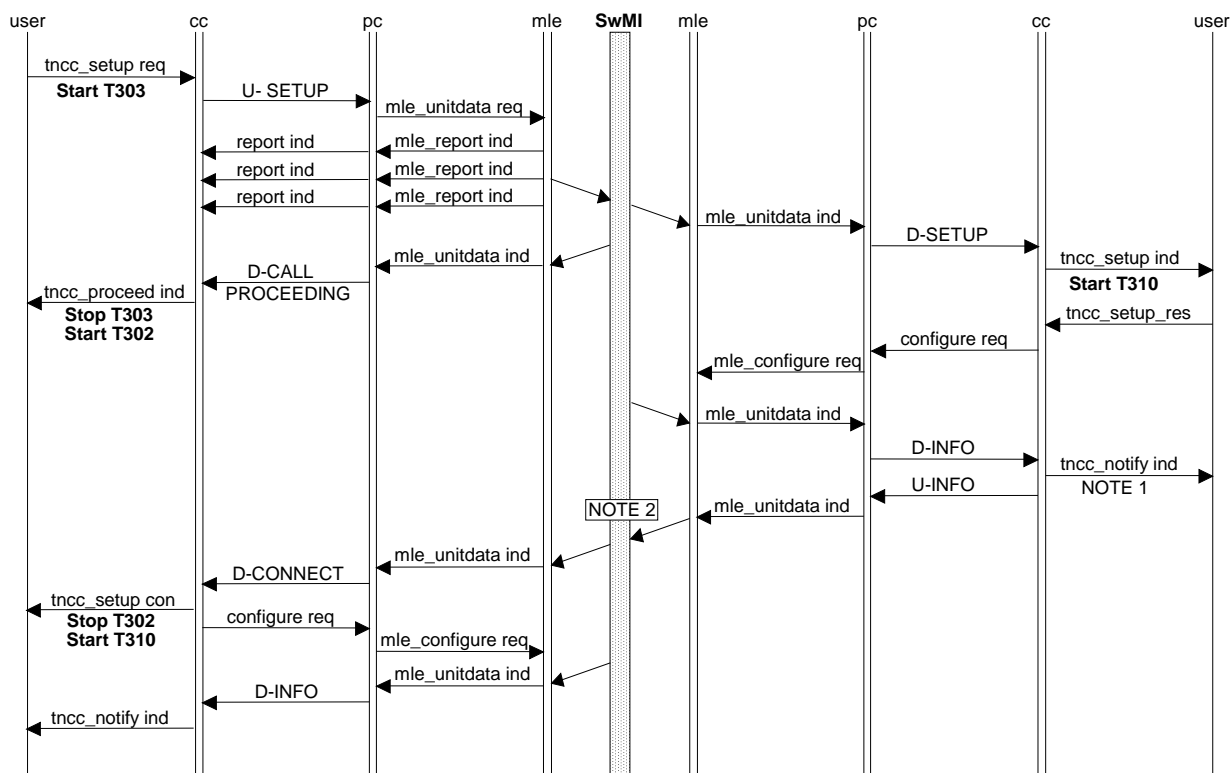 user cc pc mle SwMI mle pc cc user
tncc_setup req
Start T303
U- SETUP
mle_unitdata req
report ind mle_report ind
report ind mle_report ind
report ind mle_report ind
mle_unitdata ind
D-SETUP
tncc_setup ind
Start T310
mle_unitdata ind
D-CALL
PROCEEDING
tncc_proceed ind
Stop T303
Start T302
tncc_setup_res
configure req
mle_configure req
mle_unitdata ind
D-INFO
tncc_notify ind
NOTE 1
U-INFO
mle_unitdata ind
NOTE 2
mle_unitdata ind
D-CONNECT
tncc_setup con
Stop T302
Start T310
configure req
mle_configure req
mle_unitdata ind
D-INFO
tncc_notify ind